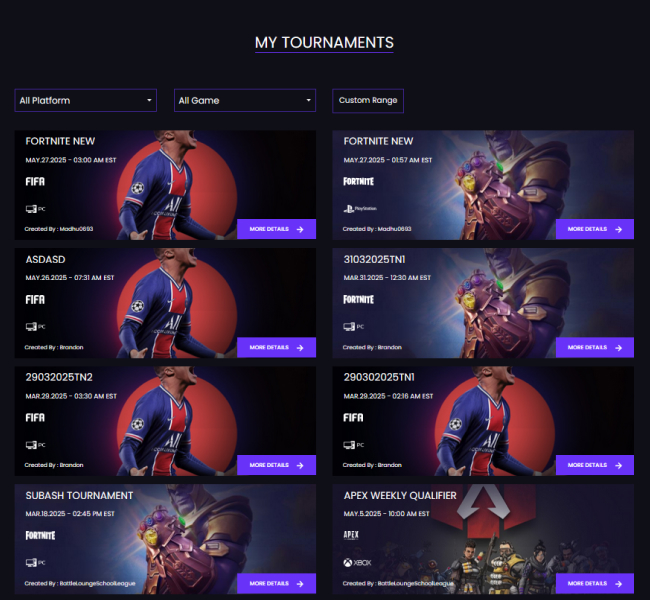 MY TOURNAMENTS
All Platform
All Game
Custom Range
FORTNITE NEW
MAY.27.2025 - 03:00 AM EST
FIFA
PC
Created By : Madhu0693
MORE DETAILS
FORTNITE NEW
MAY.27.2025 - 01:57 AM EST
FORTNITE
PlayStation
Created By : Madhu0693
MORE DETAILS
ASDASD
MAY.26.2025 - 07:31 AM EST
FIFA
PC
Created By : Brandon
MORE DETAILS
31032025TN1
MAR.31.2025 - 12:30 AM EST
FORTNITE
PC
Created By : Brandon
MORE DETAILS
29032025TN2
MAR.29.2025 - 03:30 AM EST
FIFA
PC
Created By : Brandon
MORE DETAILS
290302025TN1
MAR.29.2025 - 02:16 AM EST
FIFA
PC
Created By : Brandon
MORE DETAILS
SUBASH TOURNAMENT
MAR.18.2025 - 02:45 PM EST
FORTNITE
PC
Created By : BattleLoungeSchoolLeague
MORE DETAILS
APEX WEEKLY QUALIFIER
MAY.5.2025 - 10:00 AM EST
APEX
XBOX
Created By : BattleLoungeSchoolLeague
MORE DETAILS